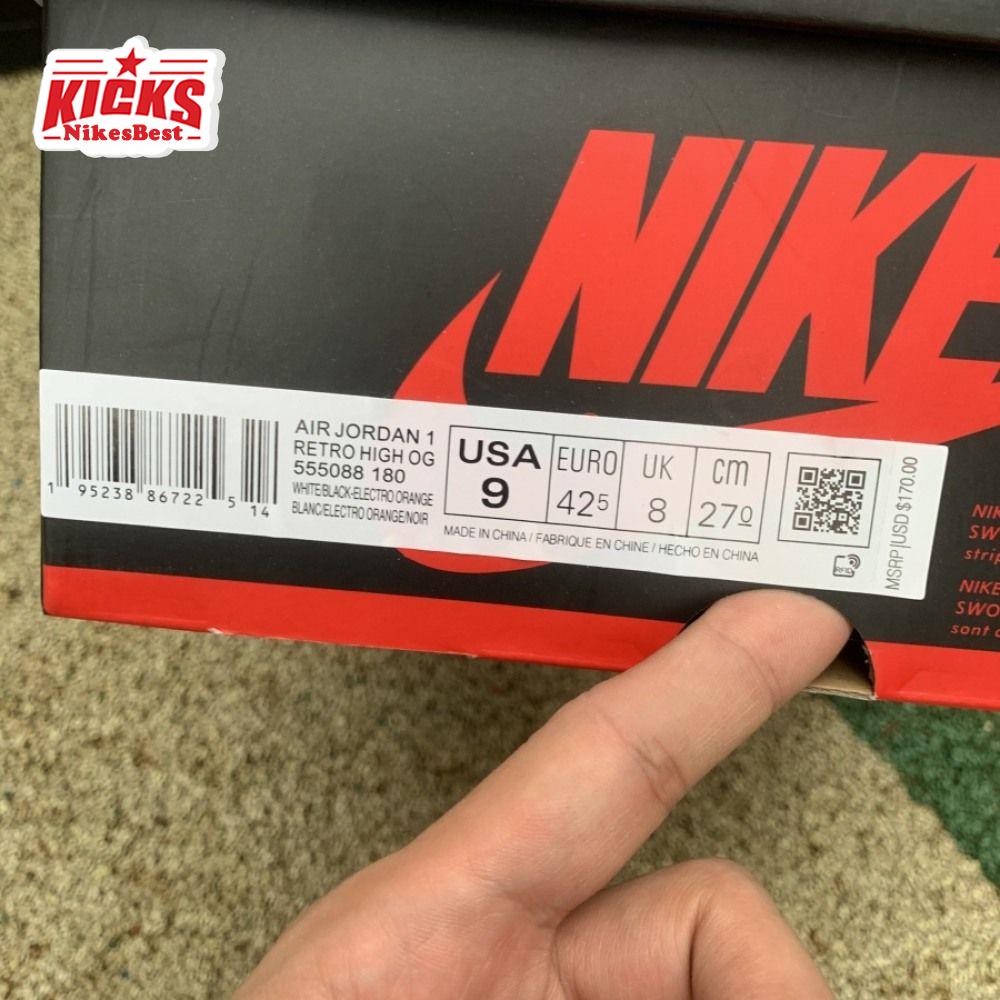 KICKS
NikesBest
NIKE
1 95238 86722 5 14
AIR JORDAN 1
RETRO HIGH OG
555088 180
WHITE/BLACK-ELECTRO ORANGE
BLANC/ELECTRO ORANGE/NOIR
USA
9
EURO
42 5
UK
8
cm
27 0
MADE IN CHINA / FABRIQUE EN CHINE / HECHO EN CHINA
MSRP|USD $170.00